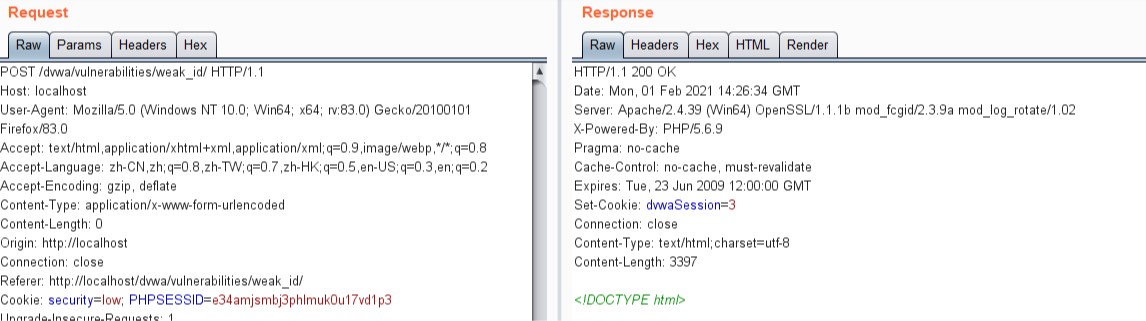 Request
Raw Params Headers Hex
POST /dvwa/vulnerabilities/weak_id/ HTTP/1.1
Host: localhost
User-Agent: Mozilla/5.0 (Windows NT 10.0; Win64; x64; rv:83.0) Gecko/20100101
Firefox/83.0
Accept: text/html,application/xhtml+xml,application/xml;q=0.9,image/webp,*/*;q=0.8
Accept-Language: zh-CN,zh;q=0.8,zh-TW;q=0.7,zh-HK;q=0.5,en-US;q=0.3,en;q=0.2
Accept-Encoding: gzip, deflate
Content-Type: application/x-www-form-urlencoded
Content-Length: 0
Origin: http://localhost
Connection: close
Referer: http://localhost/dvwa/vulnerabilities/weak_id/
Cookie: security=low; PHPSESSID=e34amjsmbj3phlmuk0u17vd1p3
Upgrade-Insecure-Requests: 1
Response
Raw Headers Hex HTML Render
HTTP/1.1 200 OK
Date: Mon, 01 Feb 2021 14:26:34 GMT
Server: Apache/2.4.39 (Win64) OpenSSL/1.1.1b mod_fcgid/2.3.9a mod_log_rotate/1.02
X-Powered-By: PHP/5.6.9
Pragma: no-cache
Cache-Control: no-cache, must-revalidate
Expires: Tue, 23 Jun 2009 12:00:00 GMT
Set-Cookie: dvwaSession=3
Connection: close
Content-Type: text/html;charset=utf-8
Content-Length: 3397
<!DOCTYPE html>